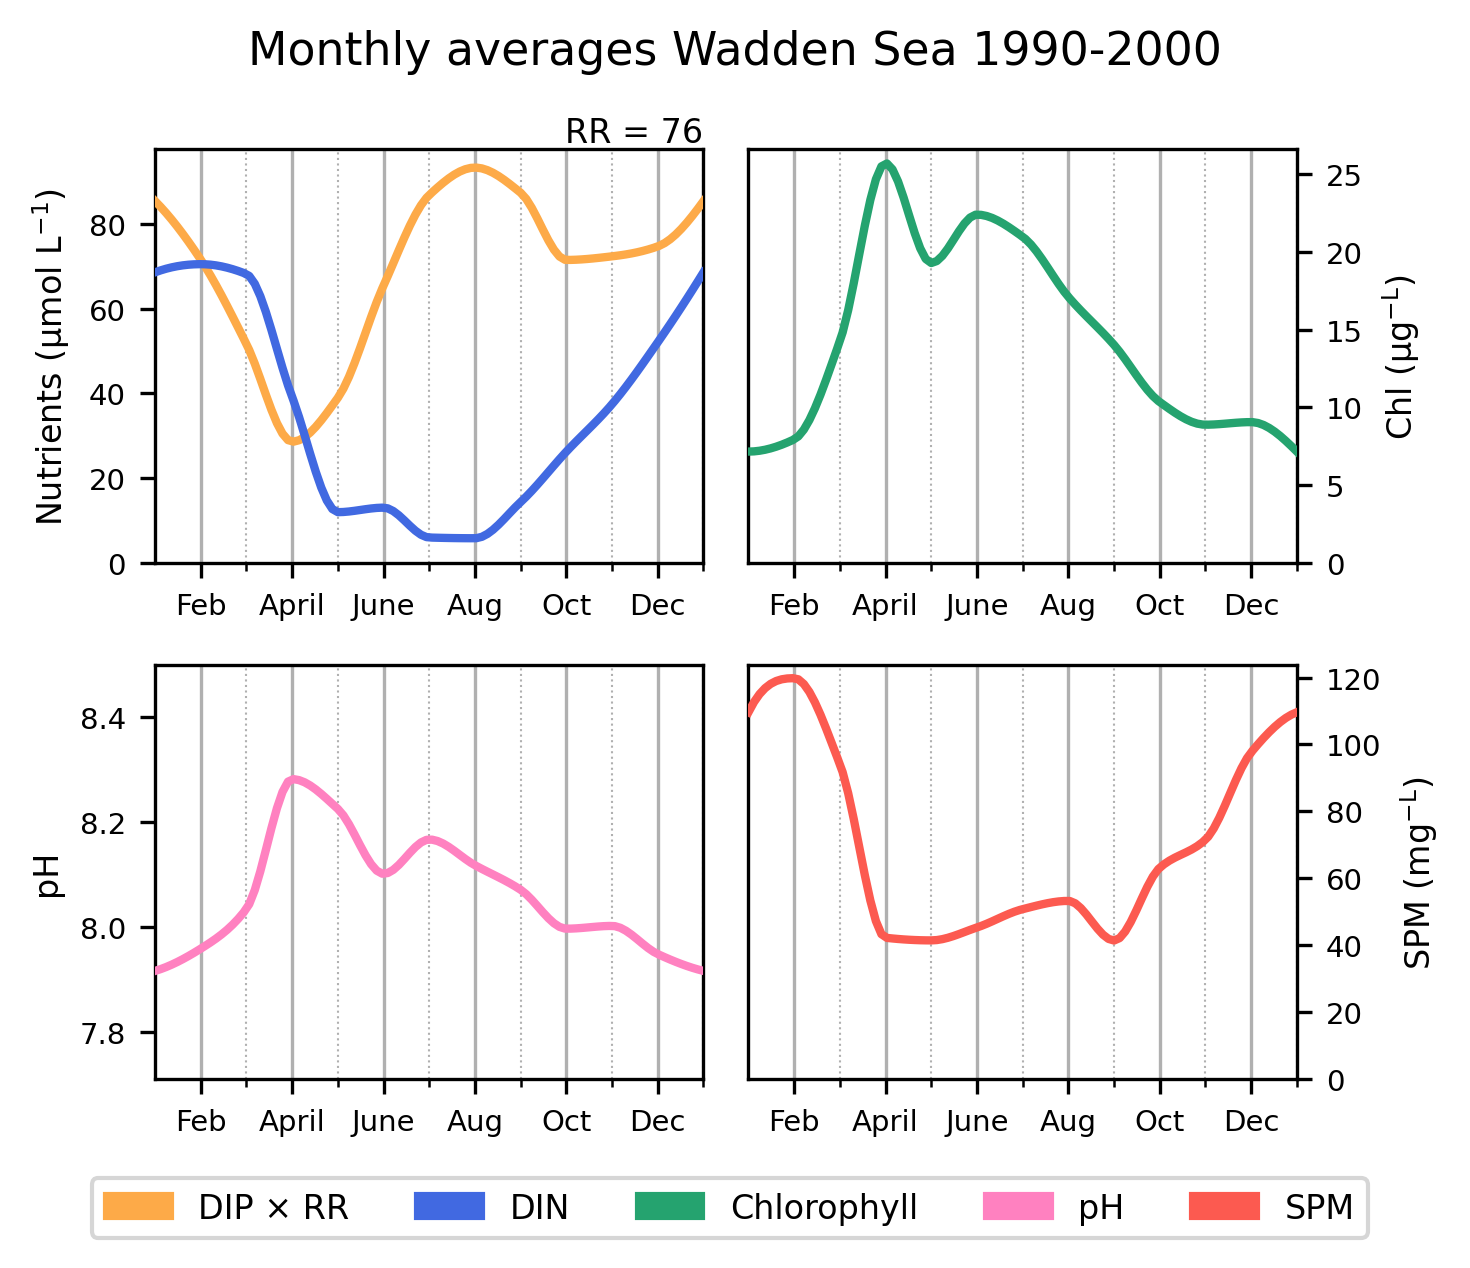 Monthly averages Wadden Sea 1990-2000
RR = 76
Nutrients (µmol L⁻¹)
80
60
40
20
0
Feb April June Aug Oct Dec
25
20
15
10
5
0
Chl (µg⁻ᴸ)
Feb April June Aug Oct Dec
pH
8.4
8.2
8.0
7.8
Feb April June Aug Oct Dec
120
100
80
60
40
20
0
SPM (mg⁻ᴸ)
Feb April June Aug Oct Dec
DIP × RR DIN Chlorophyll pH SPM